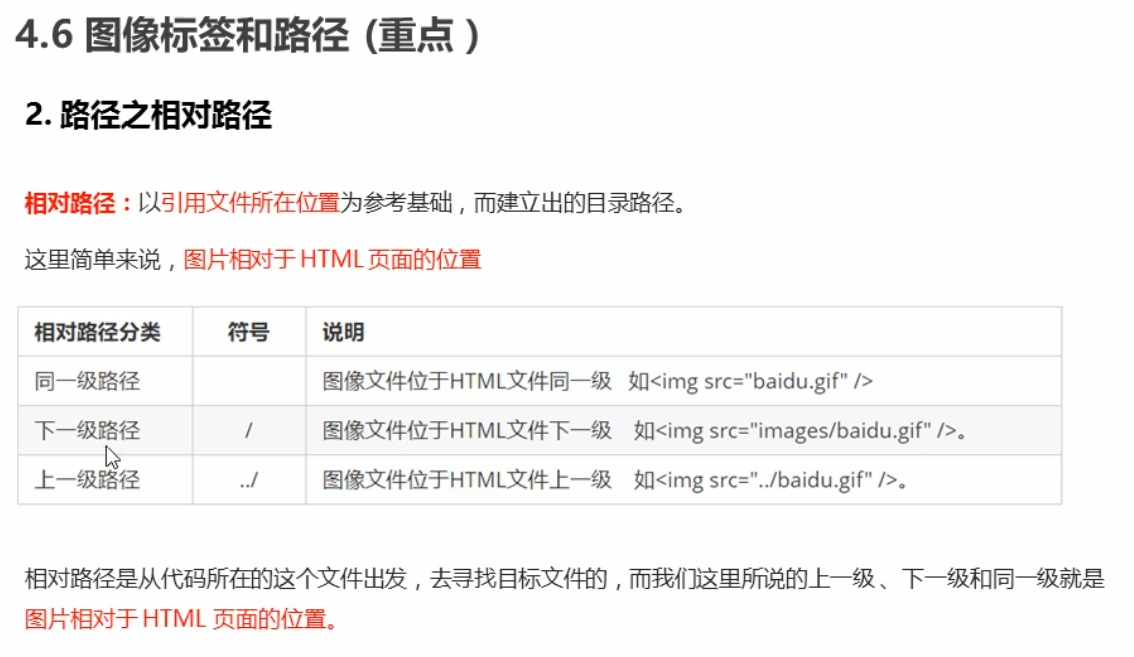 4.6 图像标签和路径 (重点 )
2. 路径之相对路径
相对路径：以引用文件所在位置为参考基础，而建立出的目录路径。
这里简单来说，图片相对于 HTML 页面的位置
相对路径分类 符号 说明
同一级路径 图像文件位于HTML文件同一级 如<img src="baidu.gif" />
下一级路径 / 图像文件位于HTML文件下一级 如<img src="images/baidu.gif" />。
上一级路径 ../ 图像文件位于HTML文件上一级 如<img src="../baidu.gif" />。
相对路径是从代码所在的这个文件出发，去寻找目标文件的，而我们这里所说的上一级 、下一级和同一级就是
图片相对于 HTML 页面的位置。